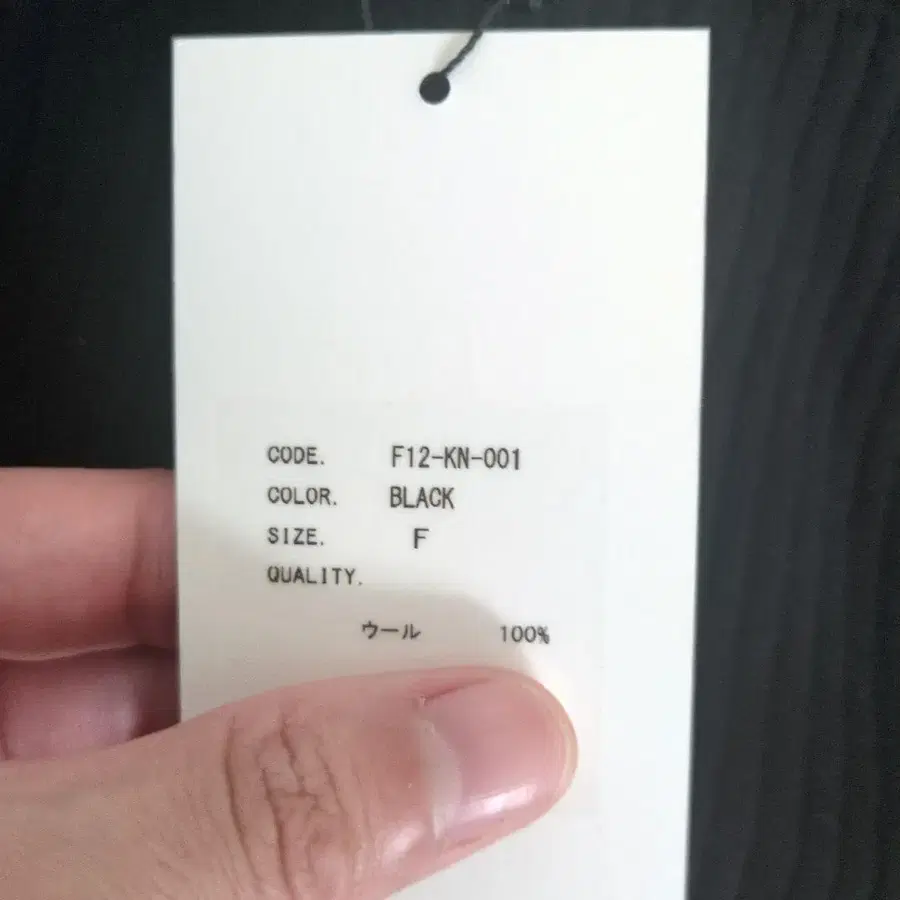 CODE. F12-KN-001
COLOR. BLACK
SIZE. F
QUALITY.
ウール 100%